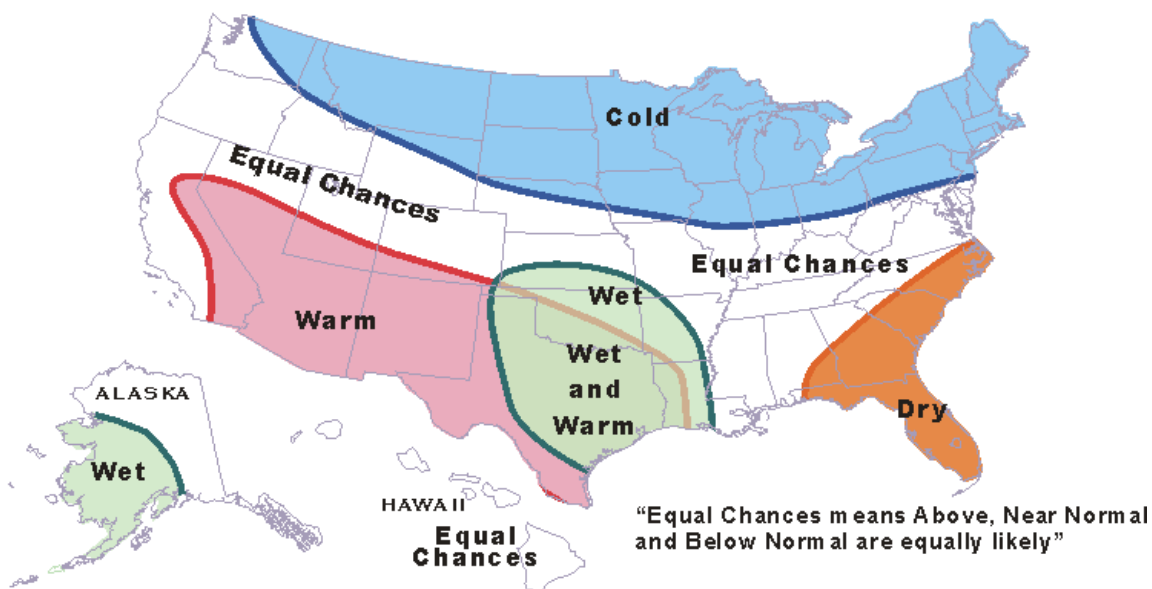 Cold
Equal Chances
Equal Chances
Wet
Warm
Wet
and
Warm
ALASKA
Dry
Wet
HAWAII
Equal
Chances
“Equal Chances means Above, Near Normal
and Below Normal are equally likely”